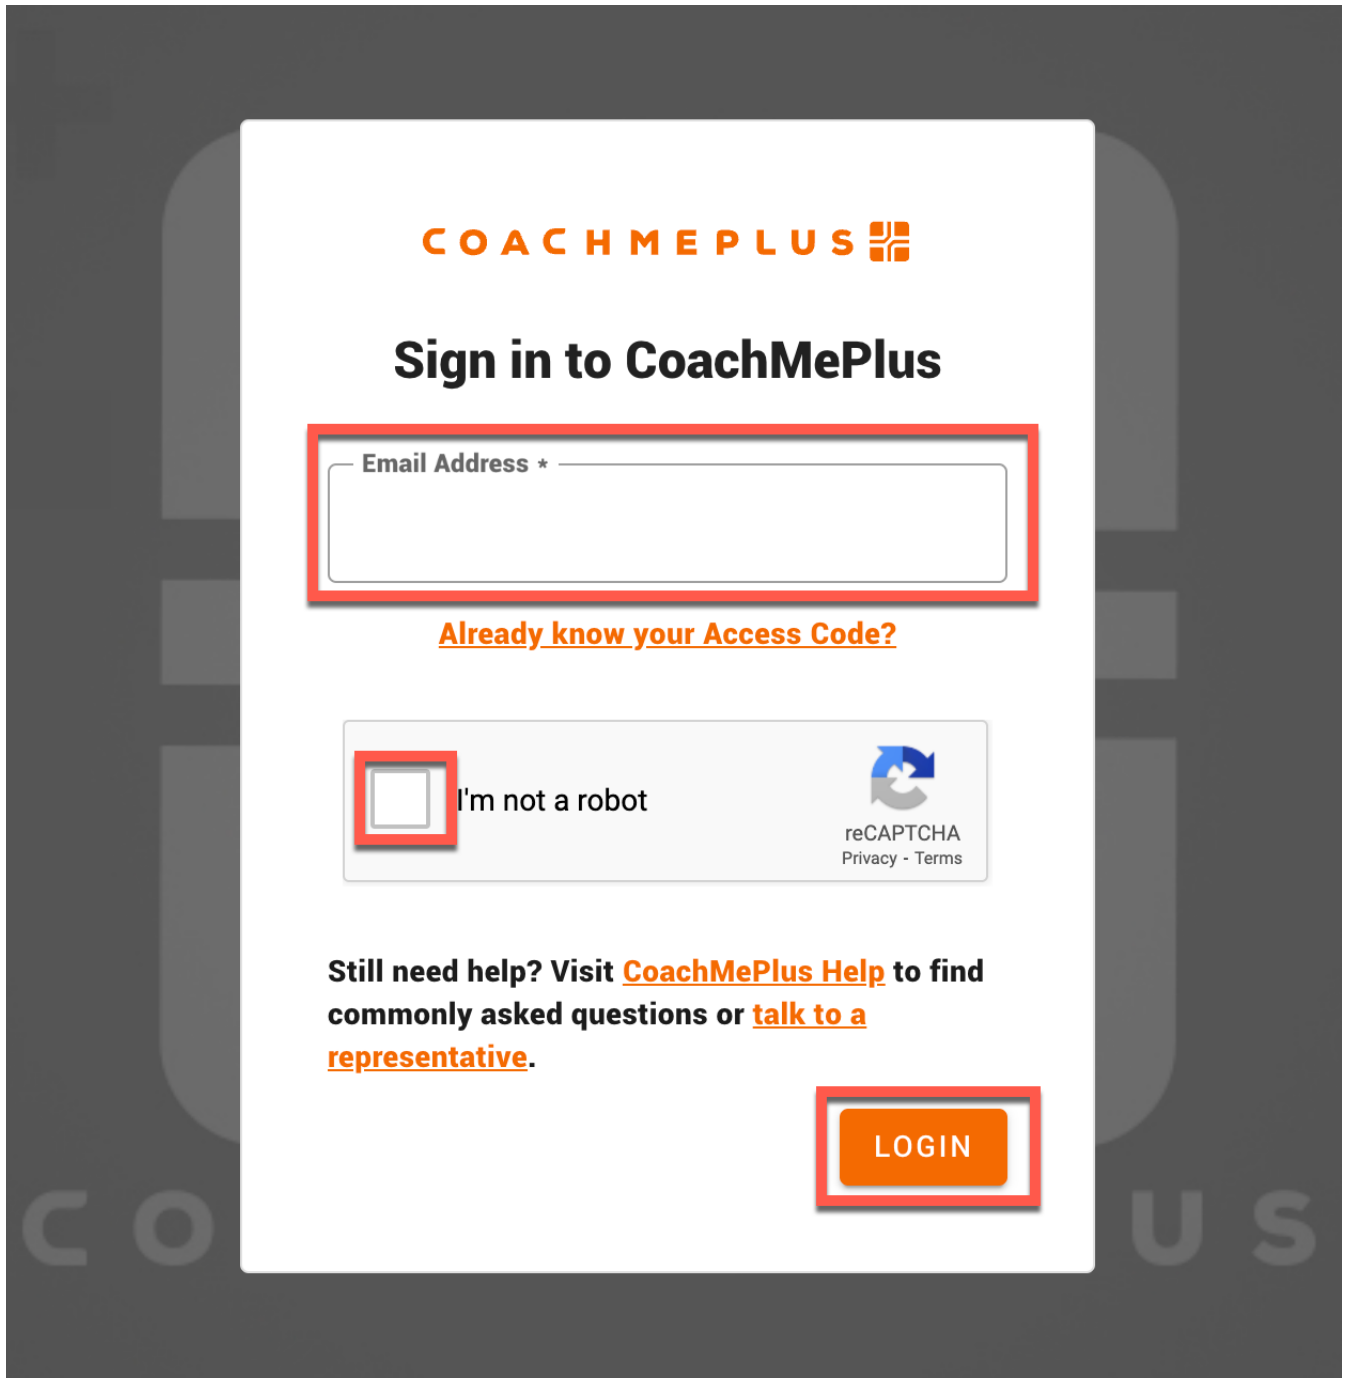 COACHMEPLUS
Sign in to CoachMePlus
Email Address *
Already know your Access Code?
I'm not a robot
reCAPTCHA
Privacy - Terms
Still need help? Visit CoachMePlus Help to find
commonly asked questions or talk to a
representative.
LOGIN
CO US